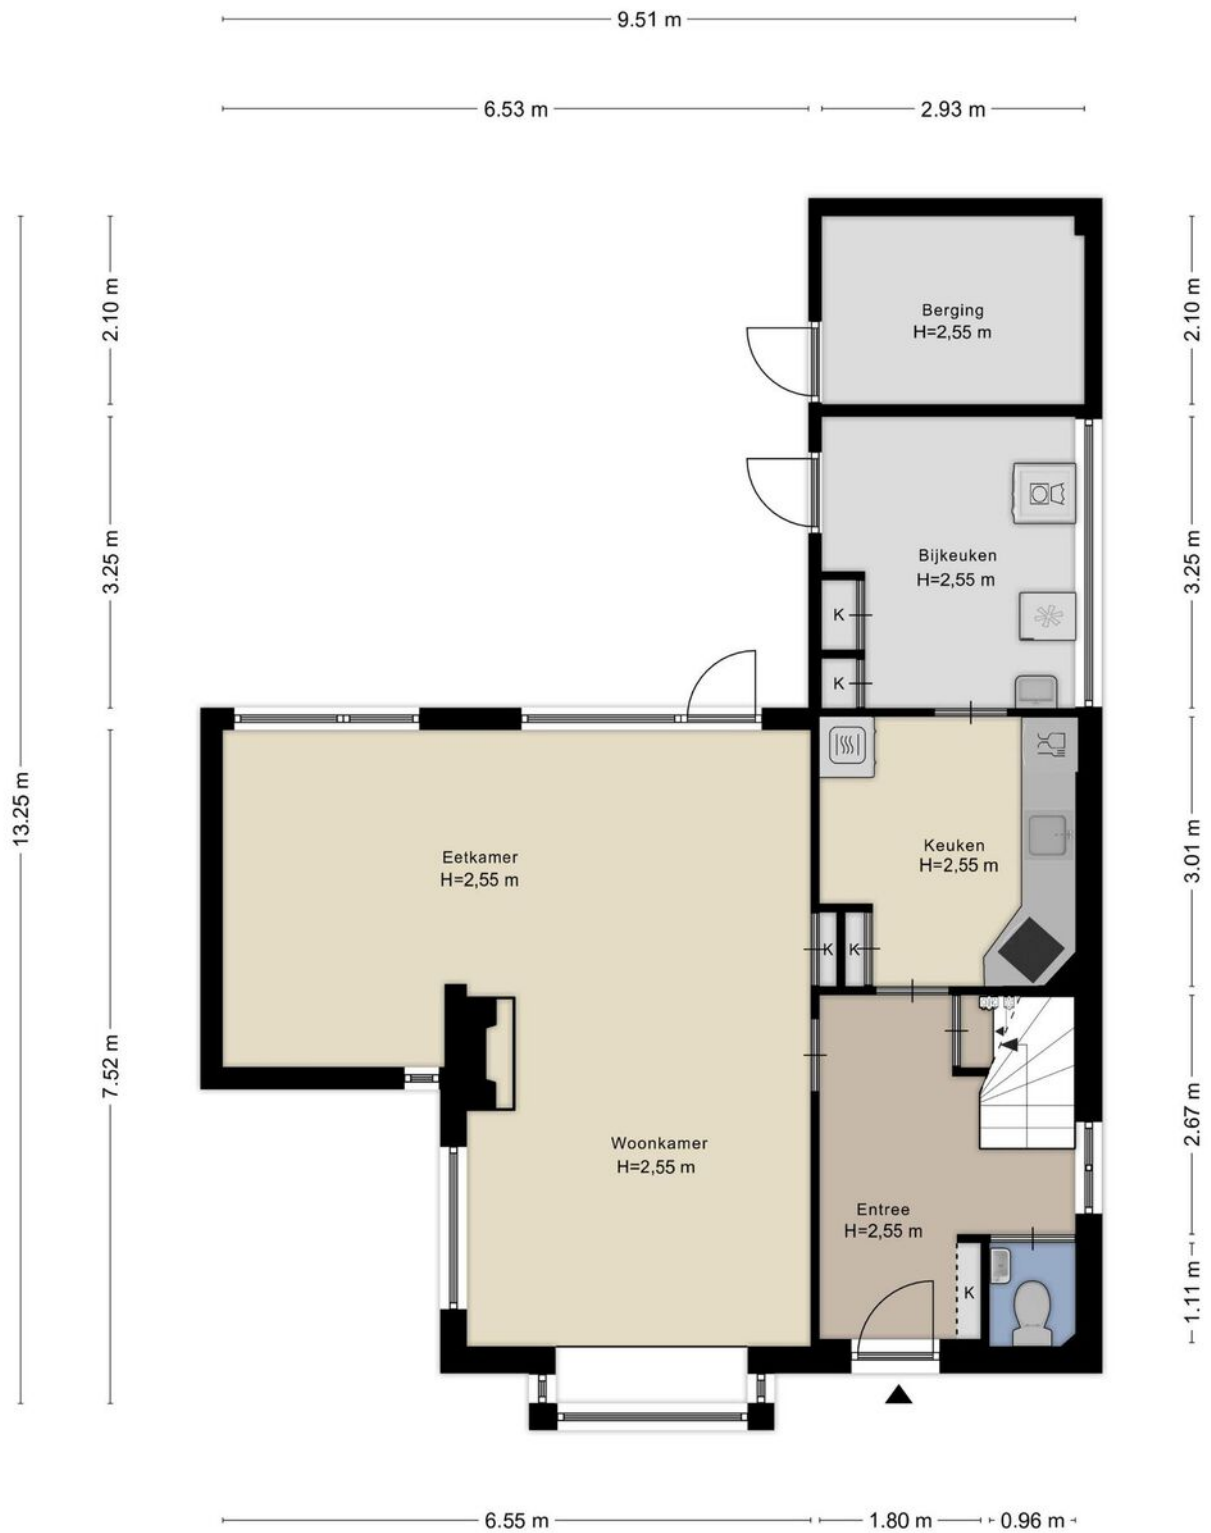 9.51 m
6.53 m
2.93 m
2.10 m
2.10 m
Berging
H=2,55 m
3.25 m
3.25 m
Bijkeuken
H=2,55 m
K
K
13.25 m
3.01 m
Eetkamer
H=2,55 m
Keuken
H=2,55 m
K
K
7.52 m
2.67 m
Woonkamer
H=2,55 m
Entree
H=2,55 m
K
1.11 m
6.55 m
1.80 m
0.96 m